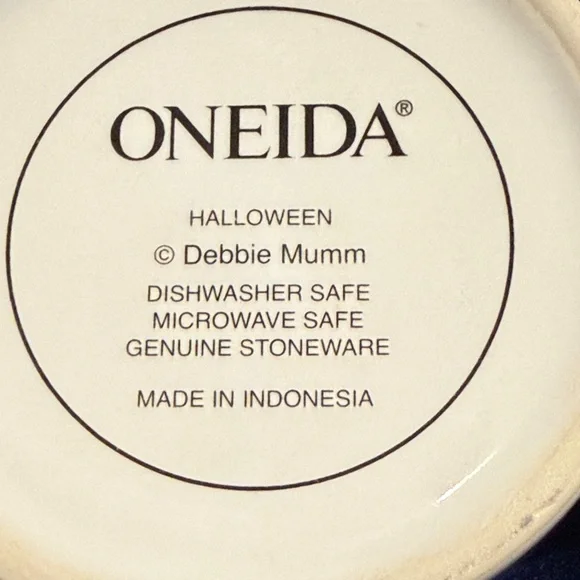 ONEIDA®
HALLOWEEN
© Debbie Mumm
DISHWASHER SAFE
MICROWAVE SAFE
GENUINE STONEWARE
MADE IN INDONESIA